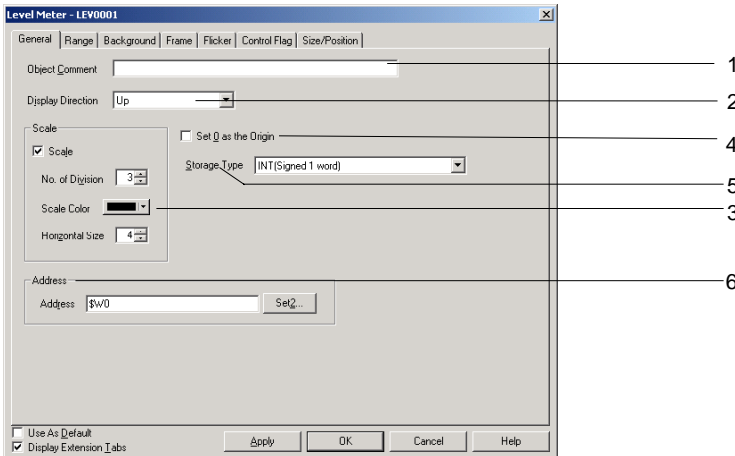 Level Meter - LEV0001
General Range Background Frame Flicker Control Flag Size/Position
Object Comment 1
Display Direction Up 2
Scale
Set 0 as the Origin 4
Scale
Storage Type INT(Signed 1 word)
No. of Division 3
5
Scale Color 3
Horizontal Size 4
Address 6
Address $W0 Set2...
Use As Default
Display Extension Tabs Apply OK Cancel Help